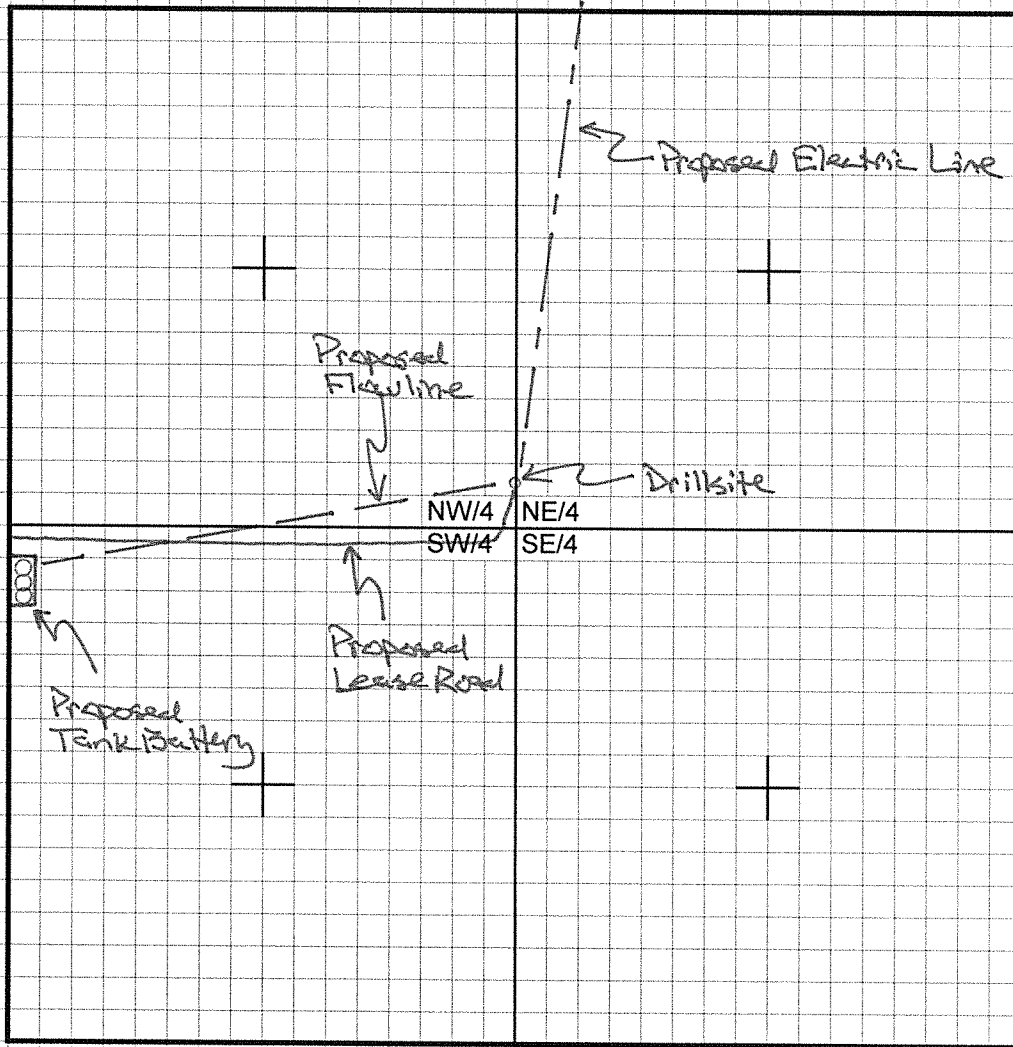 Proposed Electric Line
Proposed
Flowline
Drillsite
NW/4 NE/4
SW/4 SE/4
Proposed
Lease Road
Proposed
Tank Battery